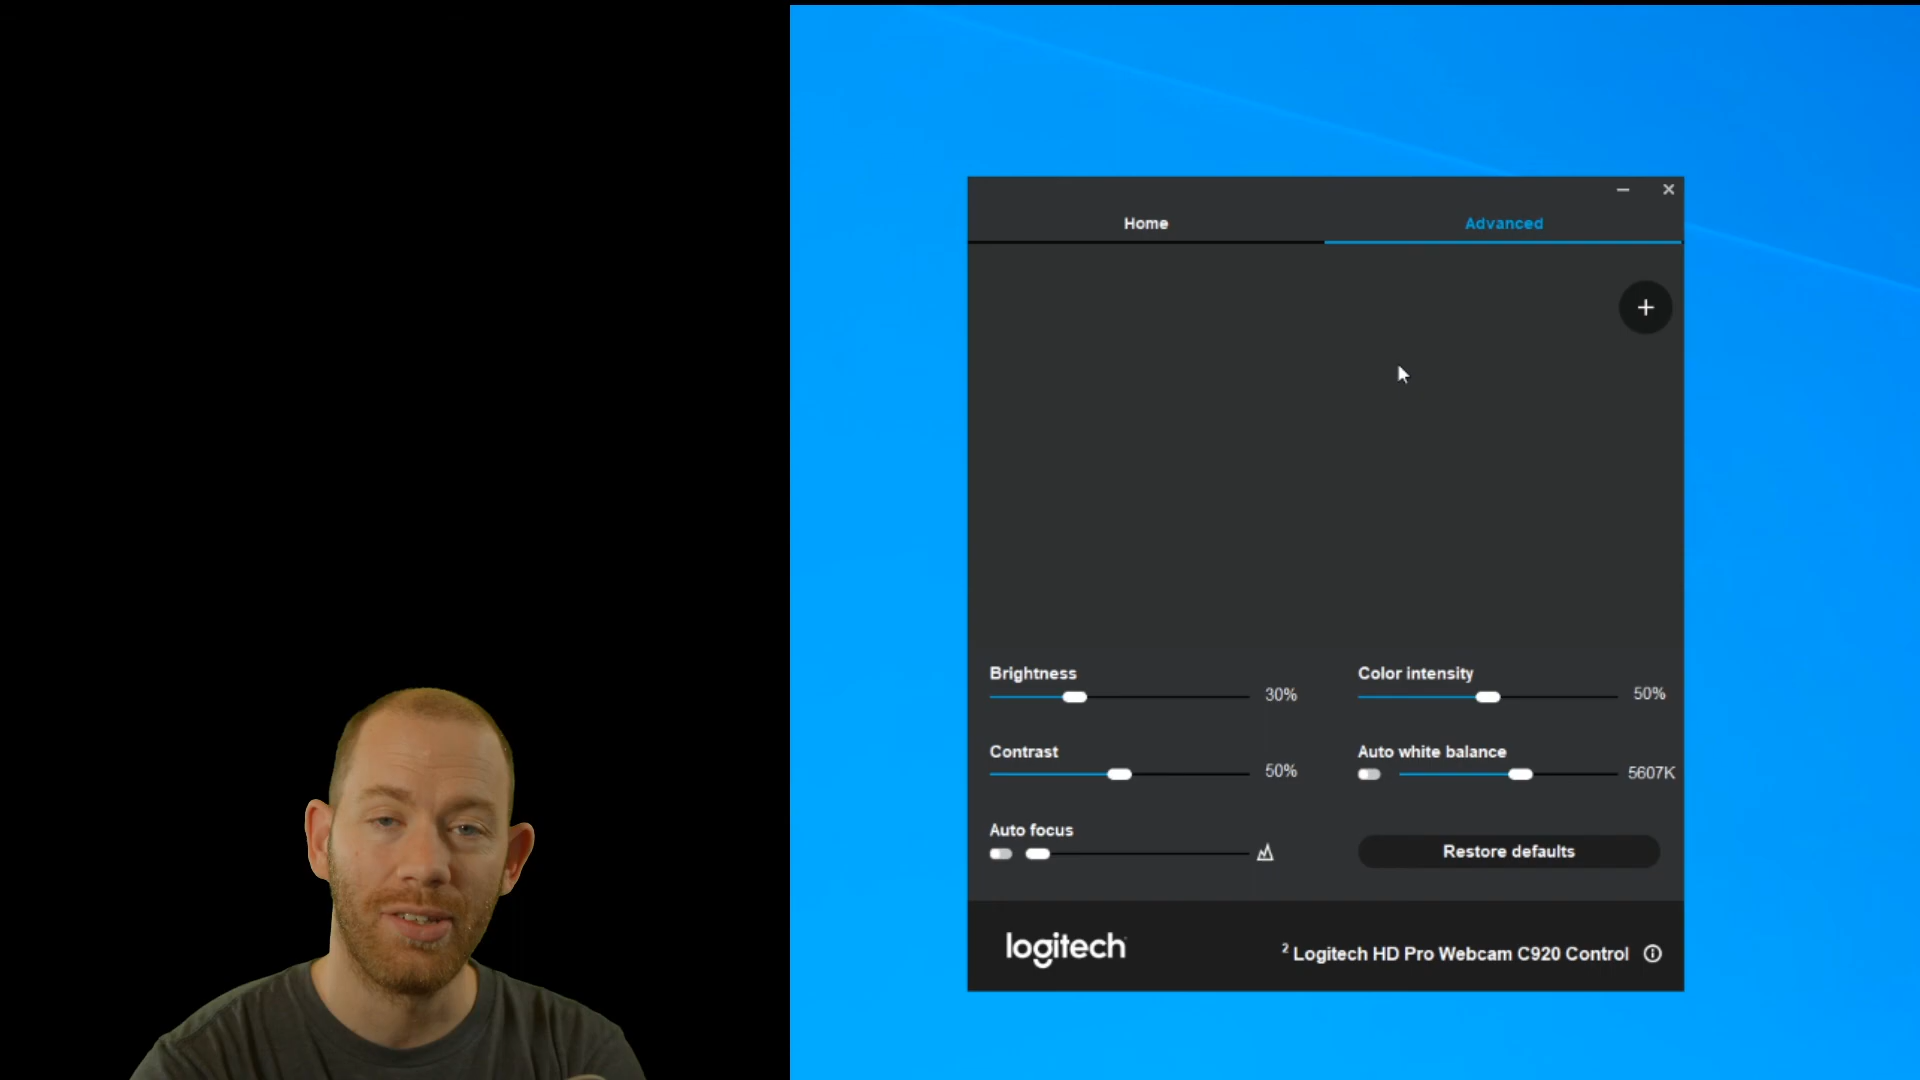 Home
Advanced
Brightness
30%
Color intensity
50%
Contrast
50%
Auto white balance
5607K
Auto focus
Restore defaults
logitech
2 Logitech HD Pro Webcam C920 Control